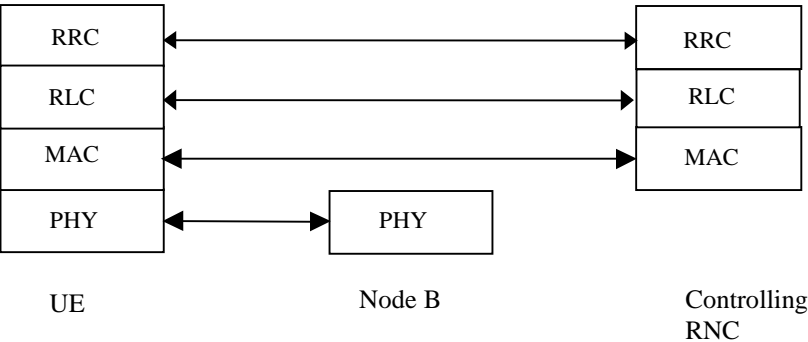 RRC RRC
RLC RLC
MAC MAC
PHY PHY
UE Node B Controlling
RNC